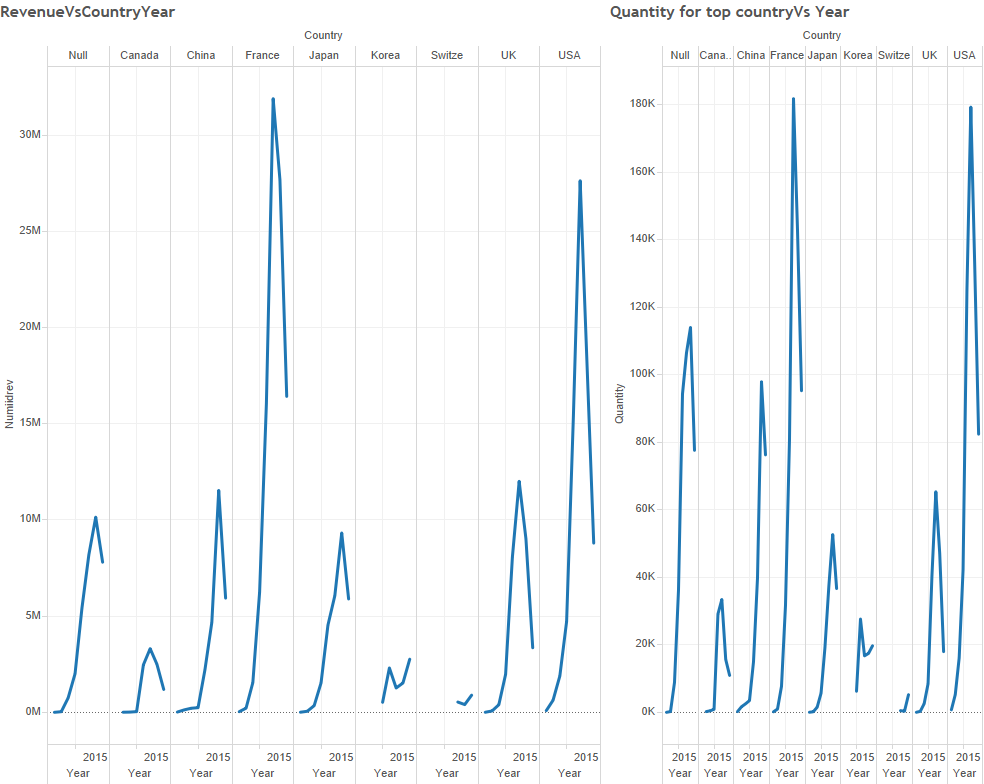 RevenueVsCountryYear
Country
Null Canada China France Japan Korea Switze UK USA
30M
25M
20M
15M
10M
5M
0M
Numiidrev
2015 2015 2015 2015 2015 2015 2015 2015 2015
Year Year Year Year Year Year Year Year Year
Quantity for top countryVs Year
Country
Null Cana.. China France Japan Korea Switze UK USA
180K
160K
140K
120K
100K
80K
60K
40K
20K
0K
Quantity
2015 2015 2015 2015 2015 2015 2015 2015 2015
Year Year Year Year Year Year Year Year Year